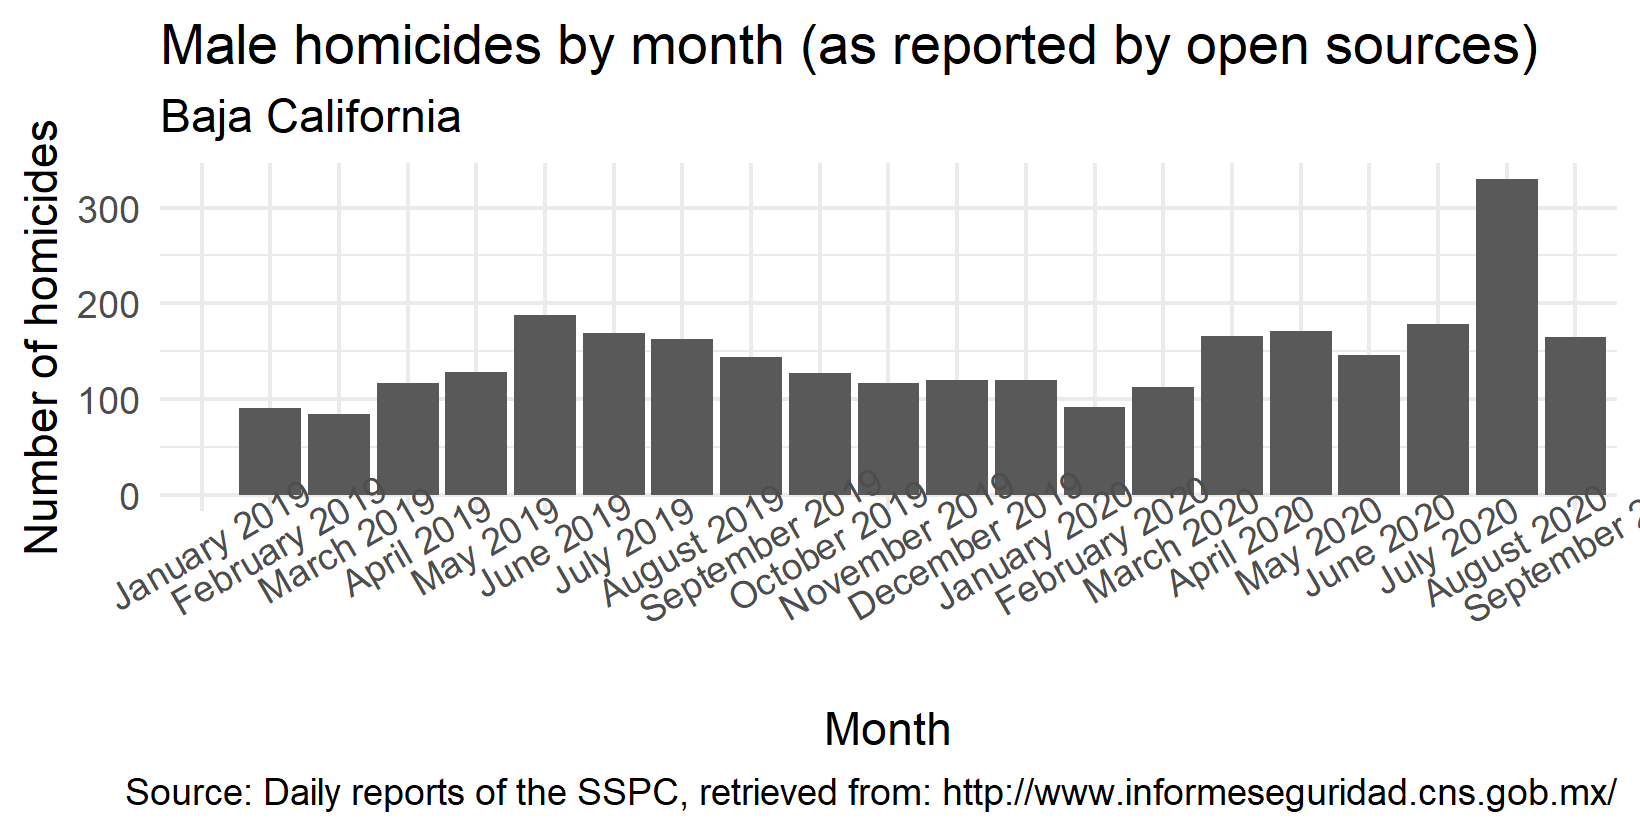 Male homicides by month (as reported by open sources)
Baja California
Number of homicides
300
200
100
0
January 2019
February 2019
March 2019
April 2019
May 2019
June 2019
July 2019
August 2019
September 2019
October 2019
November 2019
December 2019
January 2020
February 2020
March 2020
April 2020
May 2020
June 2020
July 2020
August 2020
September 2
Month
Source: Daily reports of the SSPC, retrieved from: http://www.informeseguridad.cns.gob.mx/